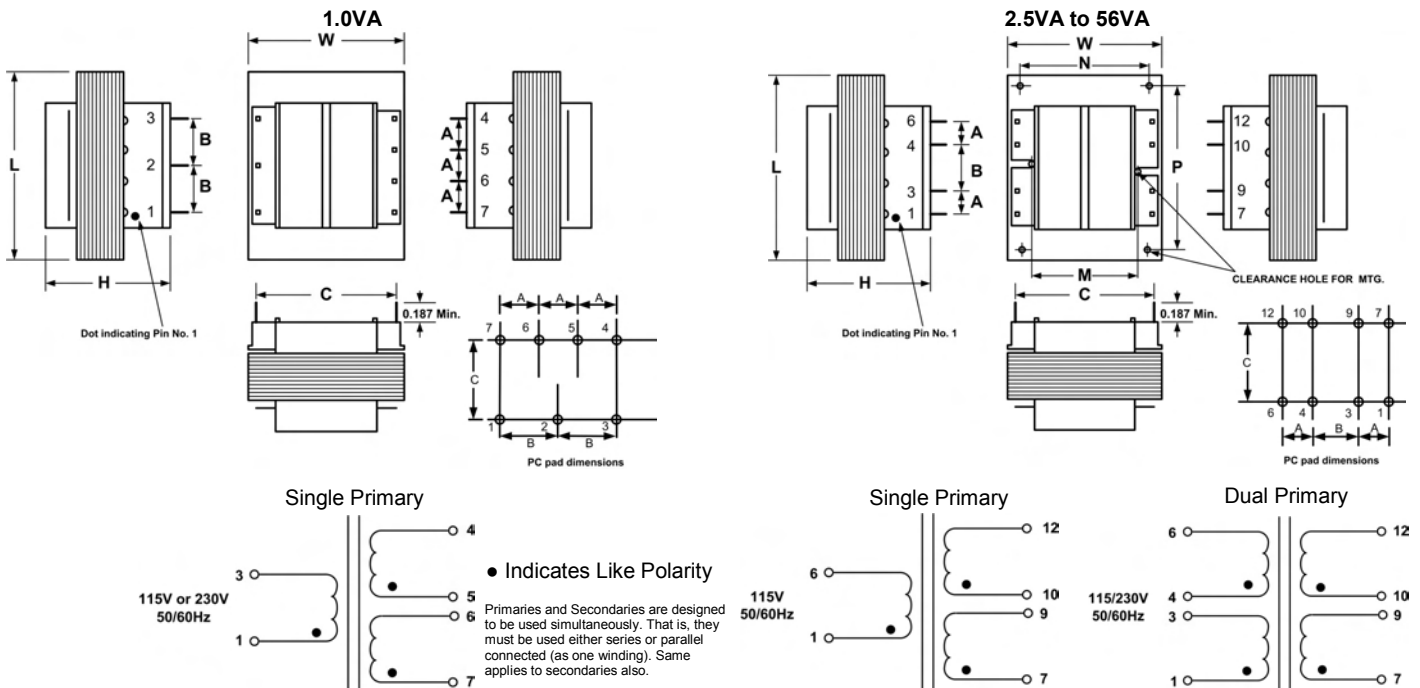 1.0VA
W
L
3
2
1
B
B
H
Dot indicating Pin No. 1
4
5
6
7
A
A
A
C
0.187 Min.
A
A
A
7
6
5
4
C
1
2
3
B
B
PC pad dimensions
2.5VA to 56VA
W
N
L
6
4
3
1
A
B
A
H
Dot indicating Pin No. 1
P
M
C
0.187 Min.
12
10
9
7
CLEARANCE HOLE FOR MTG.
12 10 9 7
C
6 4 3 1
A B A
PC pad dimensions
Single Primary
3
115V or 230V
50/60Hz
1
4
5
6
7
● Indicates Like Polarity
Primaries and Secondaries are designed
to be used simultaneously. That is, they
must be used either series or parallel
connected (as one winding). Same
applies to secondaries also.
Single Primary
6
115V
50/60Hz
1
12
10
9
7
Dual Primary
6
4
115/230V
50/60Hz
3
1
12
10
9
7